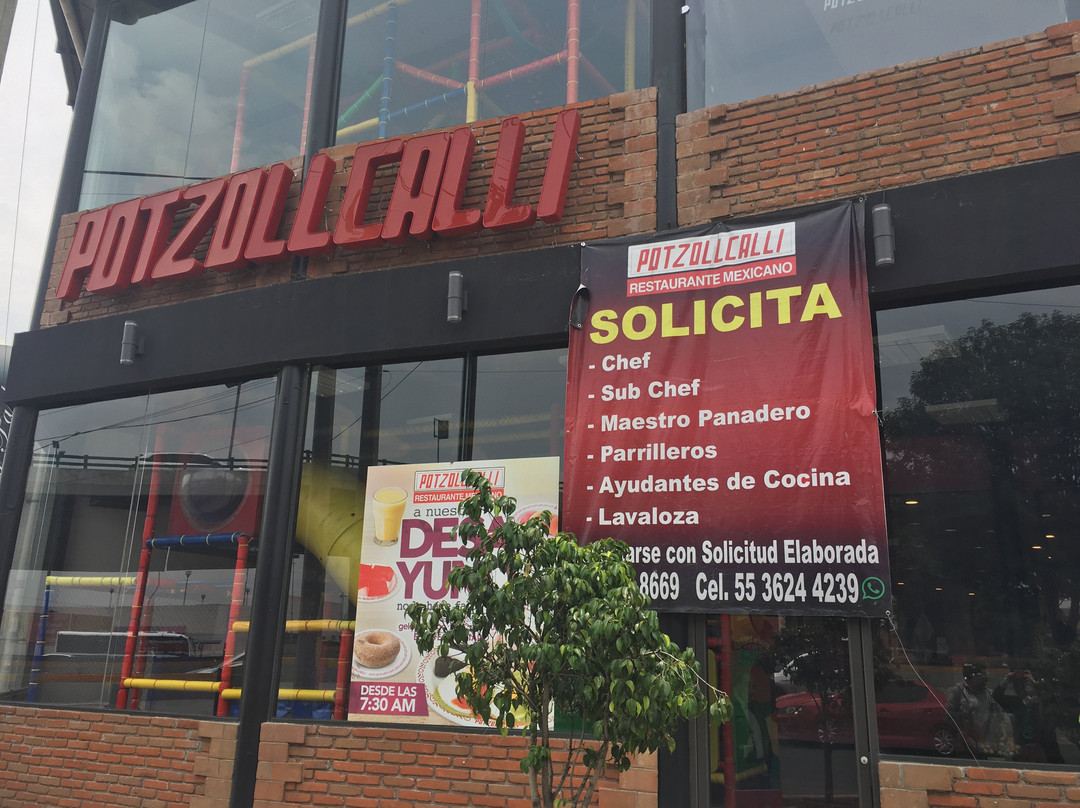 POTZOLLCALLI
POTZOLLCALLI
RESTAURANTE MEXICANO
SOLICITA
- Chef
- Sub Chef
- Maestro Panadero
- Parrilleros
- Ayudantes de Cocina
- Lavaloza
con Solicitud Elaborada
8669 Cel. 55 3624 4239
POTZOLLCALLI
RESTAURANTE MEXICANO
a
DESDE LAS
7:30 AM